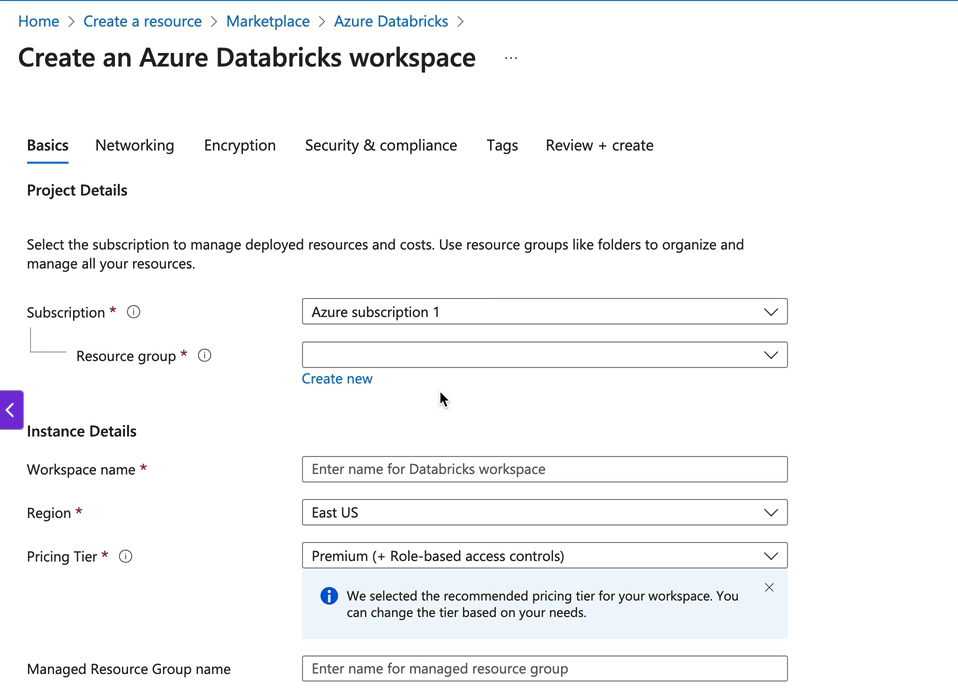 Home > Create a resource > Marketplace > Azure Databricks >
Create an Azure Databricks workspace ...
Basics Networking Encryption Security & compliance Tags Review + create
Project Details
Select the subscription to manage deployed resources and costs. Use resource groups like folders to organize and
manage all your resources.
Subscription * Azure subscription 1
Resource group *
Create new
Instance Details
Workspace name * Enter name for Databricks workspace
Region * East US
Pricing Tier * Premium (+ Role-based access controls)
We selected the recommended pricing tier for your workspace. You
can change the tier based on your needs.
Managed Resource Group name Enter name for managed resource group